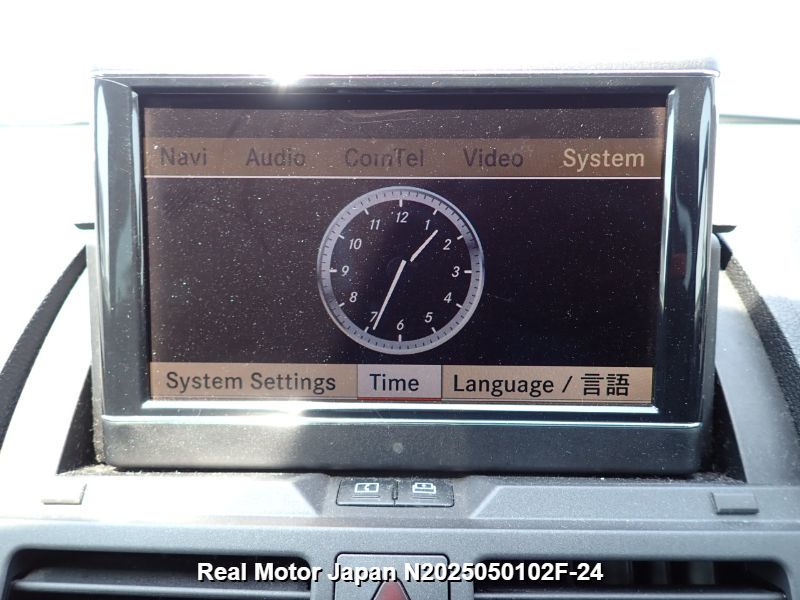 Navi Audio ComTel Video System
12
11 1
10 2
9 3
8 4
7 5
6
System Settings Time Language / 言語
Real Motor Japan N2025050102F-24